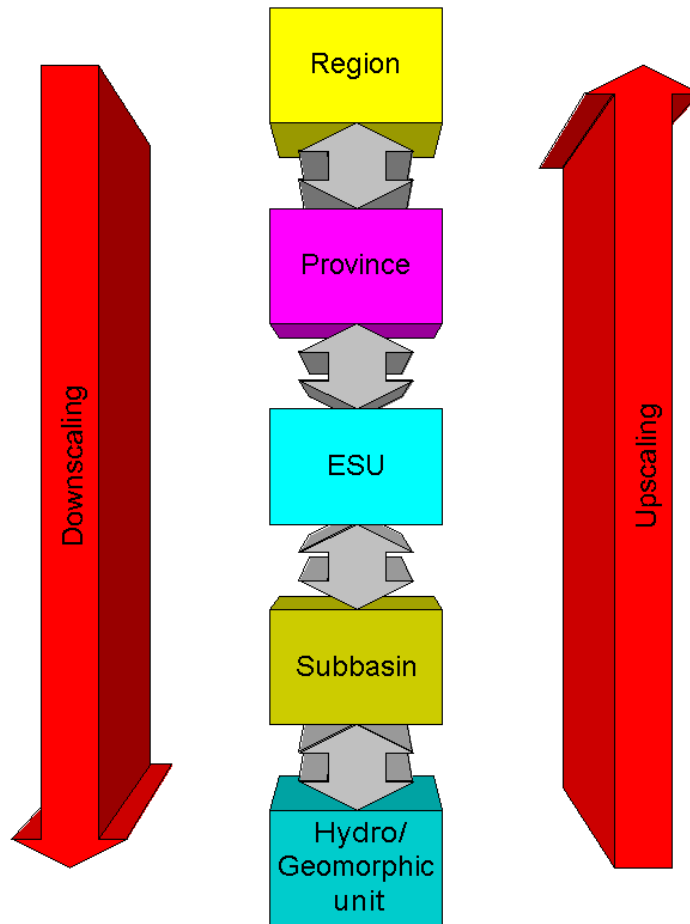 Region
Province
ESU
Subbasin
Hydro/
Geomorphic
unit
Downscaling
Upscaling